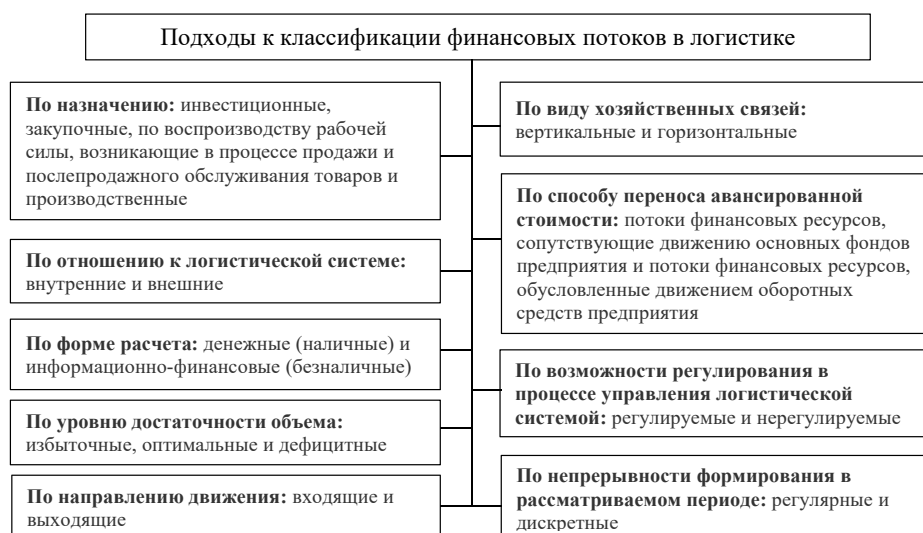 Подходы к классификации финансовых потоков в логистике
По назначению: инвестиционные,
закупочные, по воспроизводству рабочей
силы, возникающие в процессе продажи и
послепродажного обслуживания товаров и
производственные
По отношению к логистической системе:
внутренние и внешние
По форме расчета: денежные (наличные) и
информационно-финансовые (безналичные)
По уровню достаточности объема:
избыточные, оптимальные и дефицитные
По направлению движения: входящие и
выходящие
По виду хозяйственных связей:
вертикальные и горизонтальные
По способу переноса авансированной
стоимости: потоки финансовых ресурсов,
сопутствующие движению основных фондов
предприятия и потоки финансовых ресурсов,
обусловленные движением оборотных
средств предприятия
По возможности регулирования в
процессе управления логистической
системой: регулируемые и нерегулируемые
По непрерывности формирования в
рассматриваемом периоде: регулярные и
дискретные